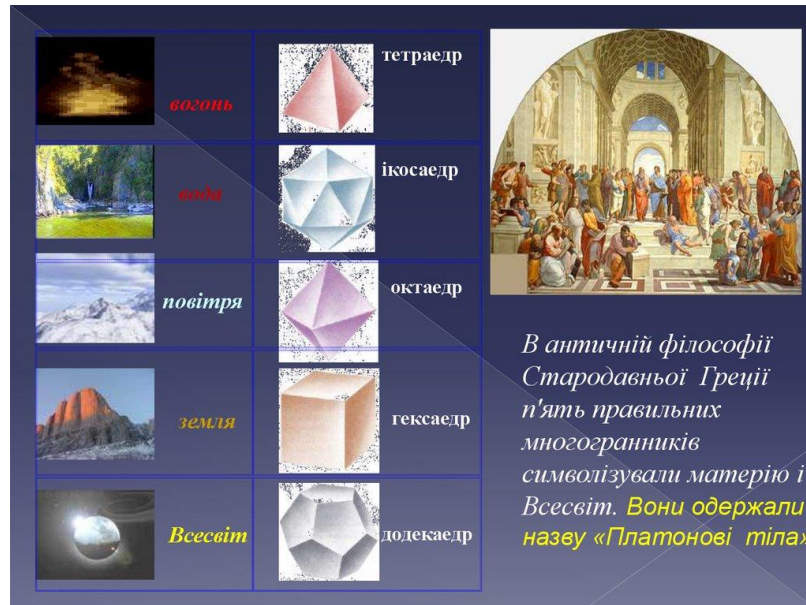 вогонь
тетраедр
вода
ікосаедр
повітря
октаедр
земля
гексаедр
Всесвіт
додекаедр
В античній філософії
Стародавньої Греції
п'ять правильних
многогранників
символізували матерію і
Всесвіт. Вони одержали
назву «Платонові тіла»